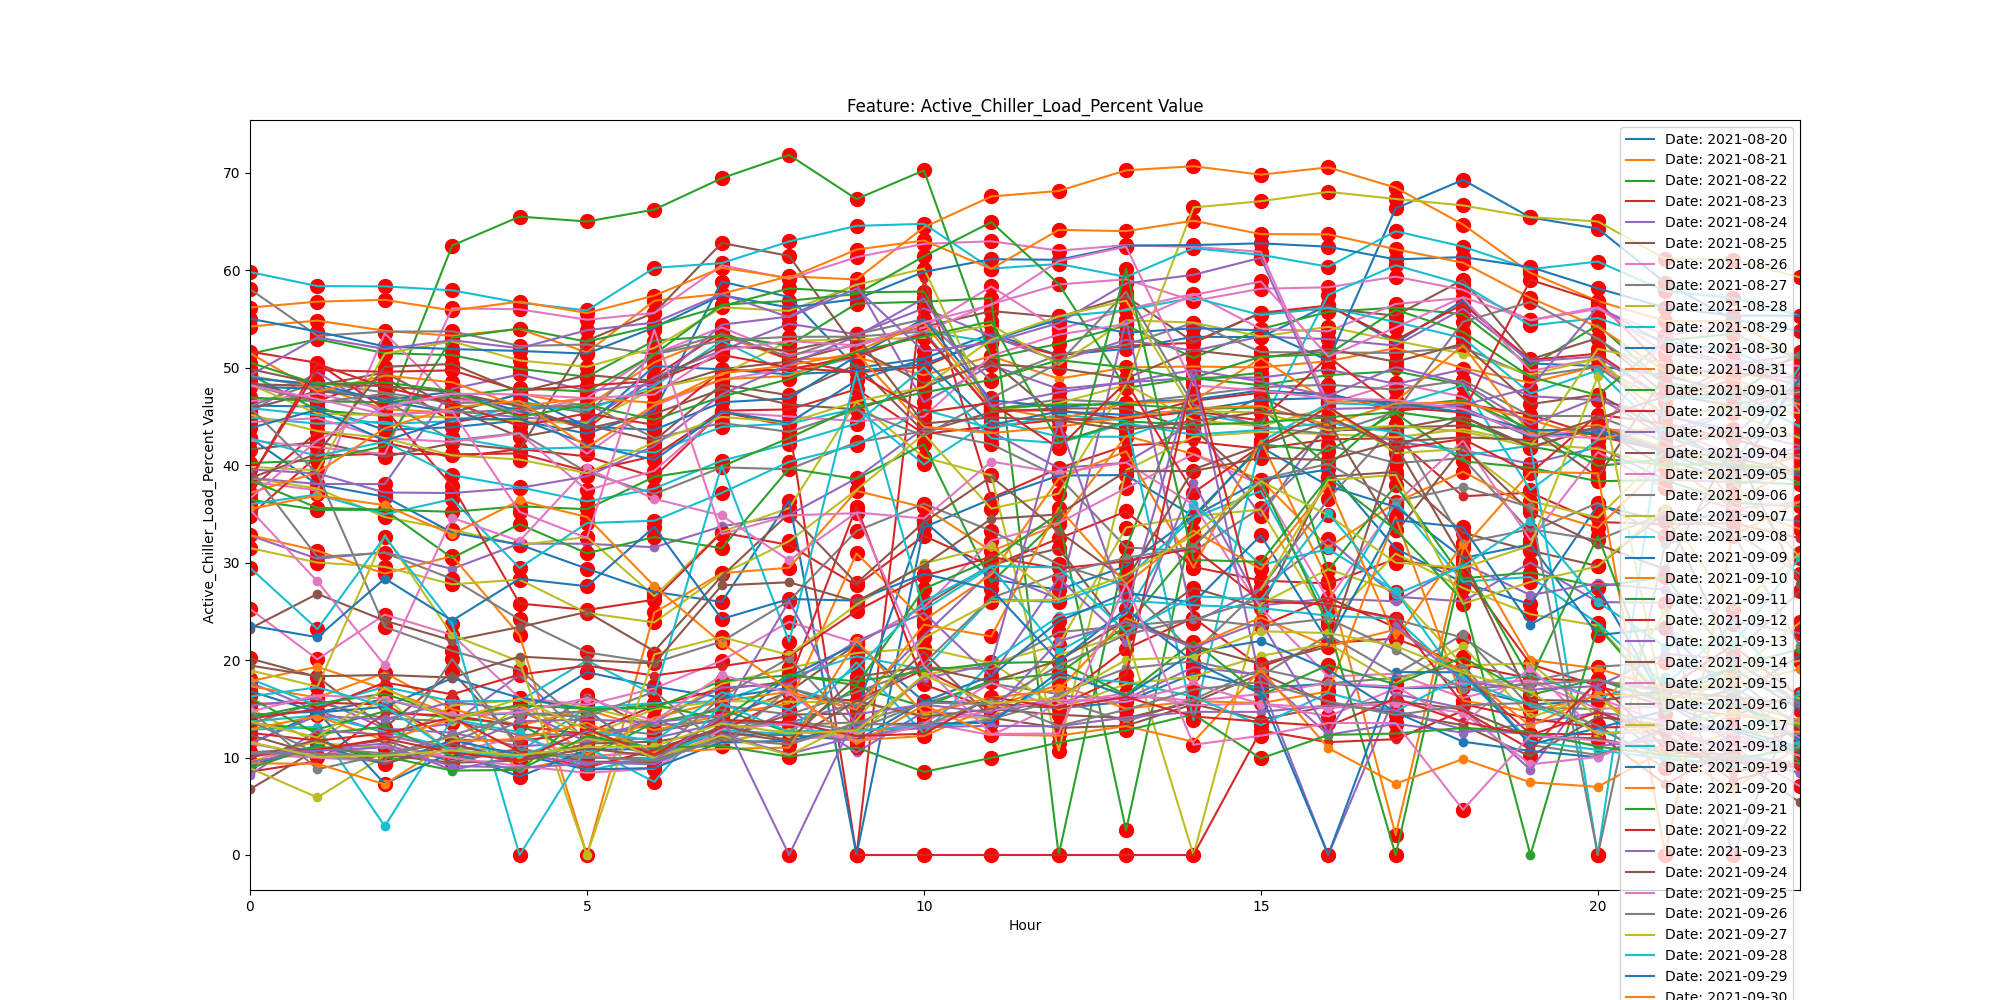 Feature: Active_Chiller_Load_Percent Value
Active_Chiller_Load_Percent Value
70
60
50
40
30
20
10
0
0
5
10
15
20
Hour
Date: 2021-08-20
Date: 2021-08-21
Date: 2021-08-22
Date: 2021-08-23
Date: 2021-08-24
Date: 2021-08-25
Date: 2021-08-26
Date: 2021-08-27
Date: 2021-08-28
Date: 2021-08-29
Date: 2021-08-30
Date: 2021-08-31
Date: 2021-09-01
Date: 2021-09-02
Date: 2021-09-03
Date: 2021-09-04
Date: 2021-09-05
Date: 2021-09-06
Date: 2021-09-07
Date: 2021-09-08
Date: 2021-09-09
Date: 2021-09-10
Date: 2021-09-11
Date: 2021-09-12
Date: 2021-09-13
Date: 2021-09-14
Date: 2021-09-15
Date: 2021-09-16
Date: 2021-09-17
Date: 2021-09-18
Date: 2021-09-19
Date: 2021-09-20
Date: 2021-09-21
Date: 2021-09-22
Date: 2021-09-23
Date: 2021-09-24
Date: 2021-09-25
Date: 2021-09-26
Date: 2021-09-27
Date: 2021-09-28
Date: 2021-09-29
Date: 2021-09-30